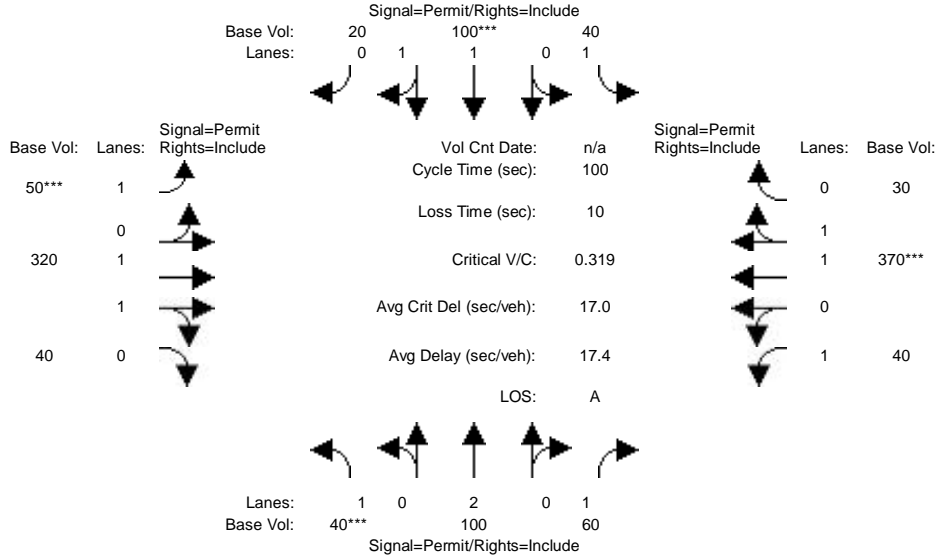 Signal=Permit/Rights=Include
Base Vol: 20 100*** 40
Lanes: 0 1 1 0 1
Signal=Permit Signal=Permit
Base Vol: Lanes: Rights=Include Vol Cnt Date: n/a Rights=Include Lanes: Base Vol:
Cycle Time (sec): 100
50*** 1 0 30
Loss Time (sec): 10
0 1
320 1 Critical V/C: 0.319 1 370***
1 Avg Crit Del (sec/veh): 17.0 0
40 0 Avg Delay (sec/veh): 17.4 1 40
LOS: A
Lanes: 1 0 2 0 1
Base Vol: 40*** 100 60
Signal=Permit/Rights=Include